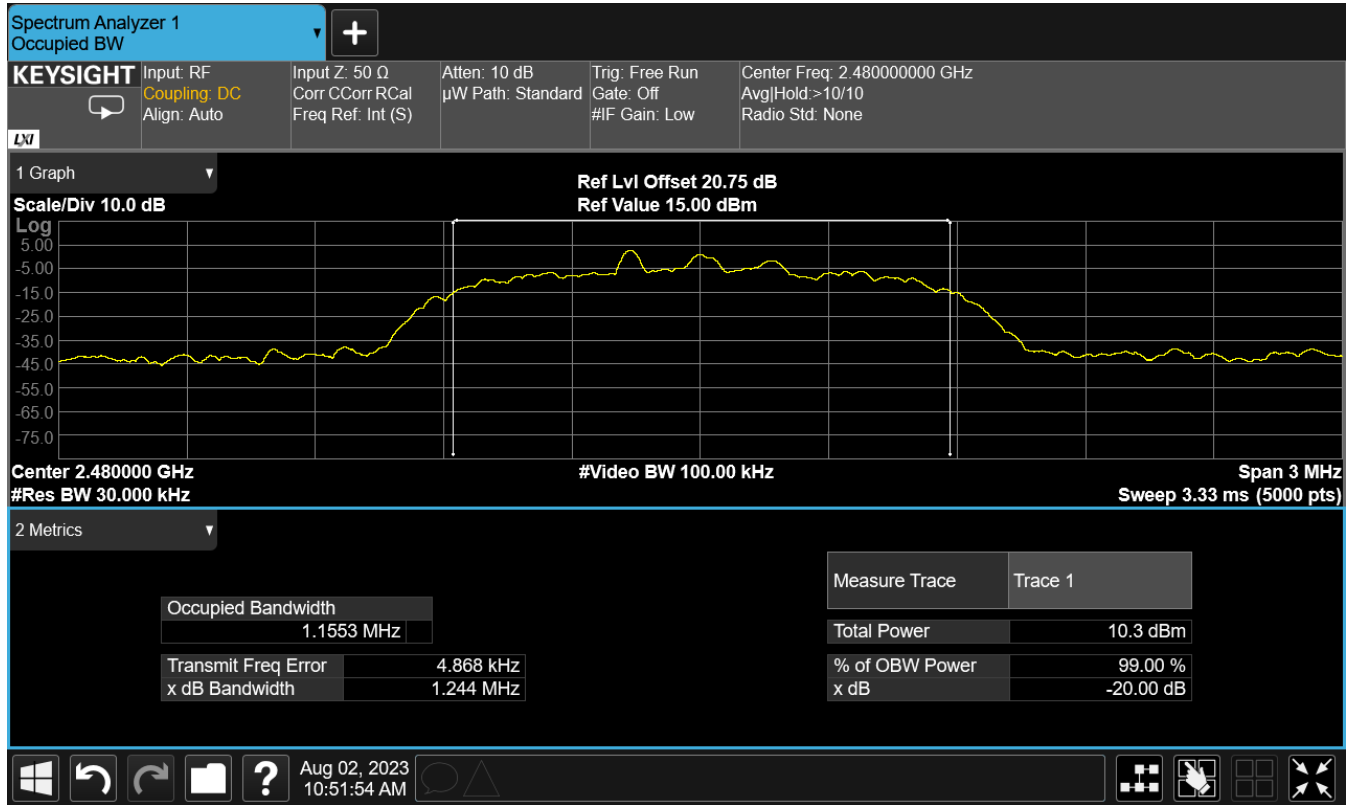 Spectrum Analyzer 1
Occupied BW
▼
+
KEYSIGHT
LXI
Input: RF
Coupling: DC
Align: Auto
Input Z: 50 Ω
Corr CCorr RCal
Freq Ref: Int (S)
Atten: 10 dB
µW Path: Standard
Trig: Free Run
Gate: Off
#IF Gain: Low
Center Freq: 2.480000000 GHz
Avg|Hold:>10/10
Radio Std: None
1 Graph ▼
Ref Lvl Offset 20.75 dB
Scale/Div 10.0 dB
Ref Value 15.00 dBm
Log
5.00
-5.00
-15.0
-25.0
-35.0
-45.0
-55.0
-65.0
-75.0
Center 2.480000 GHz
#Video BW 100.00 kHz
Span 3 MHz
#Res BW 30.000 kHz
Sweep 3.33 ms (5000 pts)
2 Metrics ▼
Measure Trace Trace 1
Occupied Bandwidth
1.1553 MHz
Total Power 10.3 dBm
Transmit Freq Error 4.868 kHz
% of OBW Power 99.00 %
x dB Bandwidth 1.244 MHz
x dB -20.00 dB
?
Aug 02, 2023
10:51:54 AM